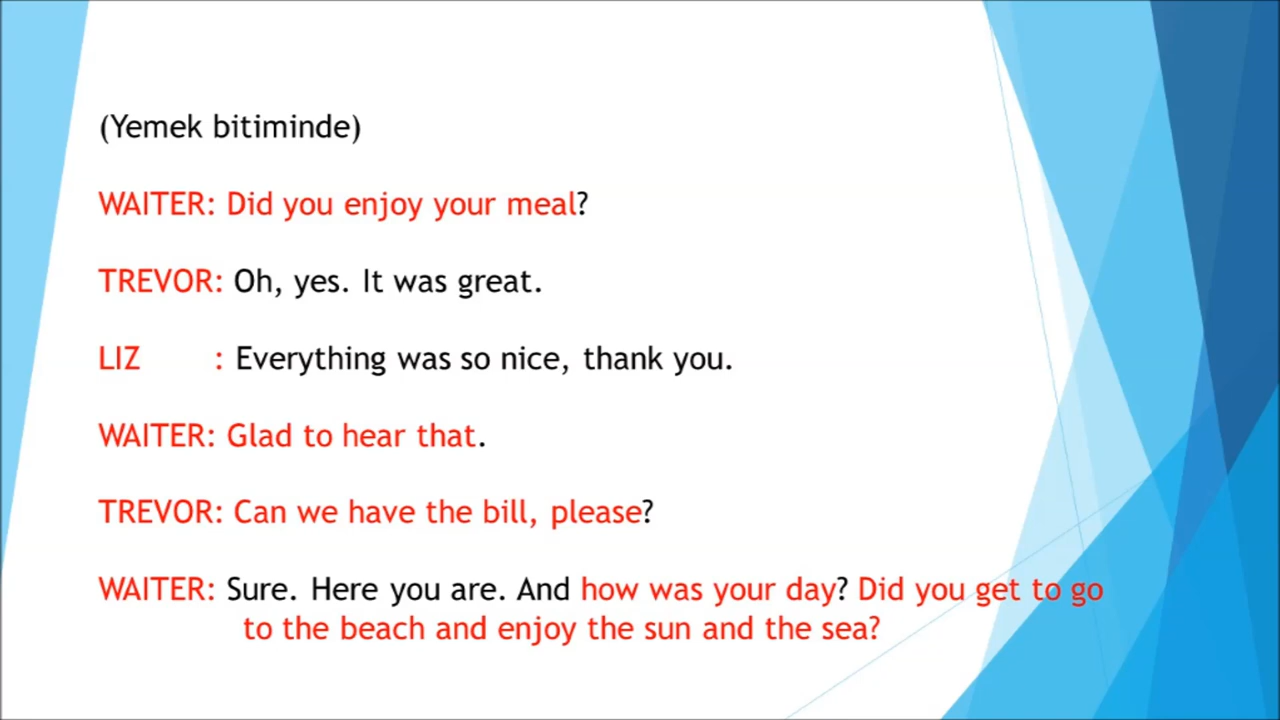 (Yemek bitiminde)
WAITER: Did you enjoy your meal?
TREVOR: Oh, yes. It was great.
LIZ : Everything was so nice, thank you.
WAITER: Glad to hear that.
TREVOR: Can we have the bill, please?
WAITER: Sure. Here you are. And how was your day? Did you get to go
to the beach and enjoy the sun and the sea?